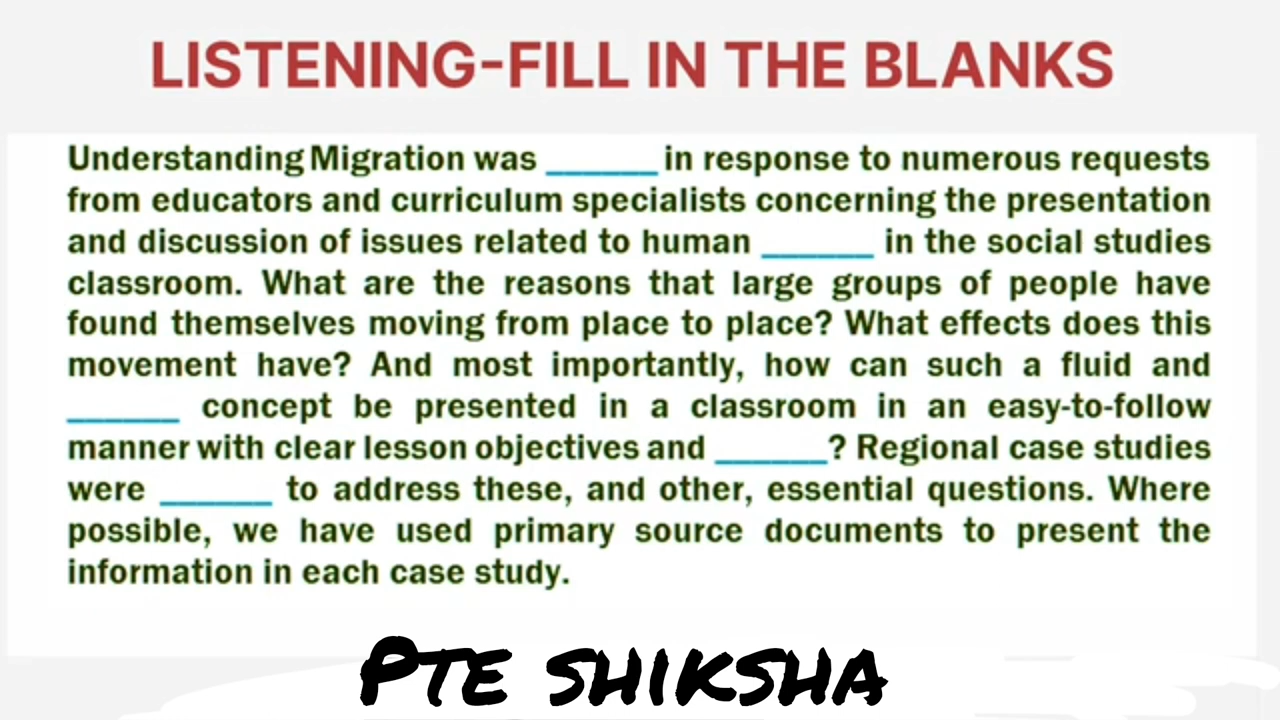 LISTENING-FILL IN THE BLANKS
Understanding Migration was ______ in response to numerous requests
from educators and curriculum specialists concerning the presentation
and discussion of issues related to human ______ in the social studies
classroom. What are the reasons that large groups of people have
found themselves moving from place to place? What effects does this
movement have? And most importantly, how can such a fluid and
______ concept be presented in a classroom in an easy-to-follow
manner with clear lesson objectives and ______? Regional case studies
were ______ to address these, and other, essential questions. Where
possible, we have used primary source documents to present the
information in each case study.
PTE SHIKSHA